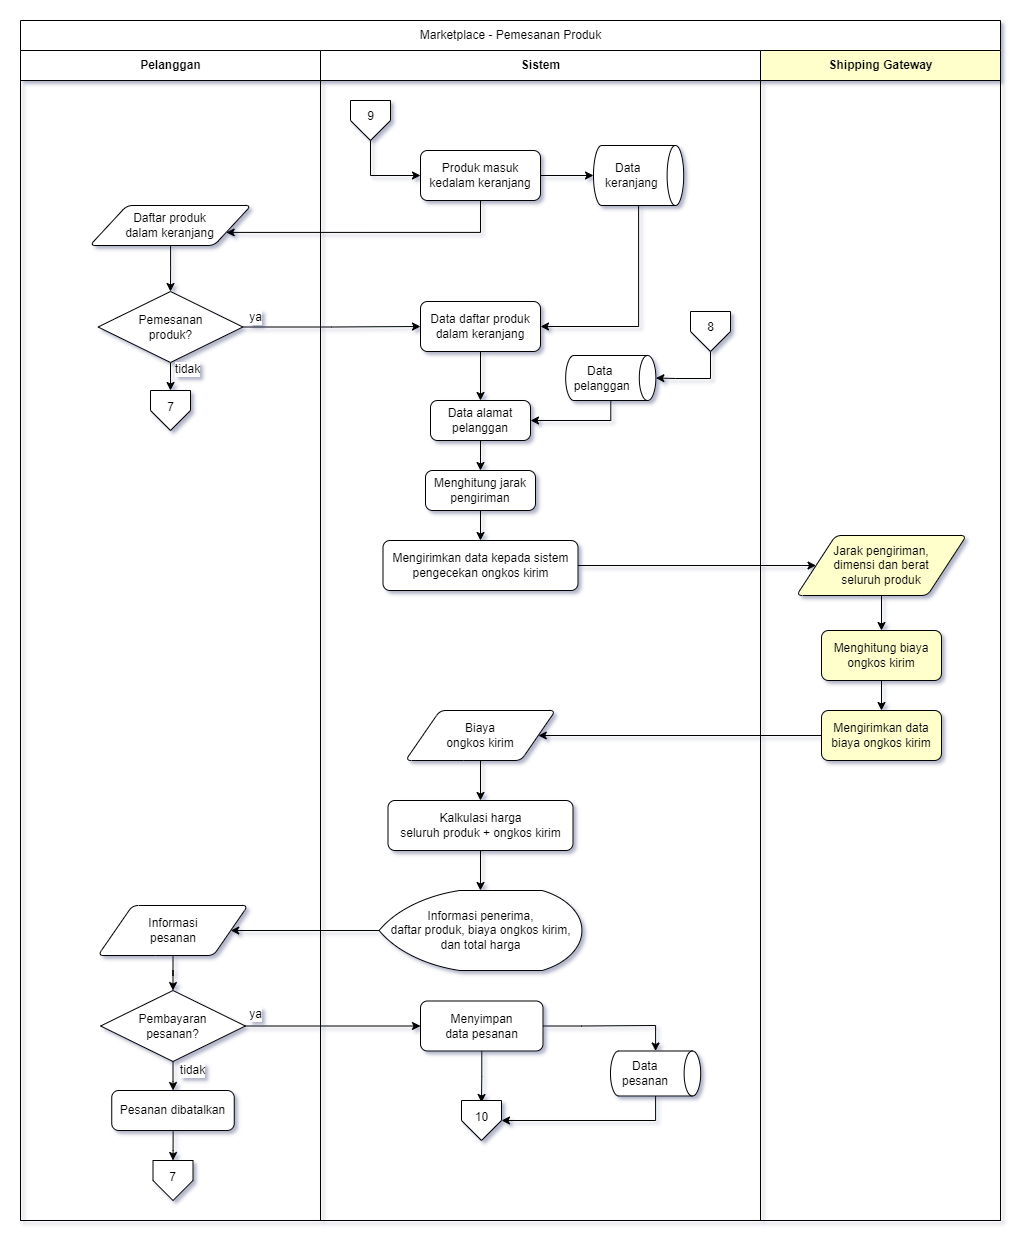 Marketplace - Pemesanan Produk
Pelanggan
Sistem
Shipping Gateway
9
Produk masuk
kedalam keranjang
Data
keranjang
Daftar produk
dalam keranjang
Pemesanan
produk?
ya
tidak
7
Data daftar produk
dalam keranjang
8
Data
pelanggan
Data alamat
pelanggan
Menghitung jarak
pengiriman
Mengirimkan data kepada sistem
pengecekan ongkos kirim
Jarak pengiriman,
dimensi dan berat
seluruh produk
Menghitung biaya
ongkos kirim
Mengirimkan data
biaya ongkos kirim
Biaya
ongkos kirim
Kalkulasi harga
seluruh produk + ongkos kirim
Informasi penerima,
daftar produk, biaya ongkos kirim,
dan total harga
Informasi
pesanan
Pembayaran
pesanan?
ya
tidak
Menyimpan
data pesanan
Data
pesanan
Pesanan dibatalkan
10
7